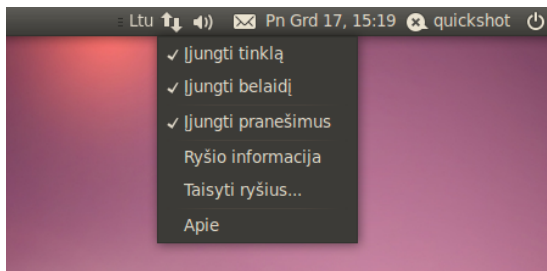 Ltu Pn Grd 17, 15:19 quickshot
Įjungti tinklą
Įjungti belaidį
Įjungti pranešimus
Ryšio informacija
Taisyti ryšius...
Apie